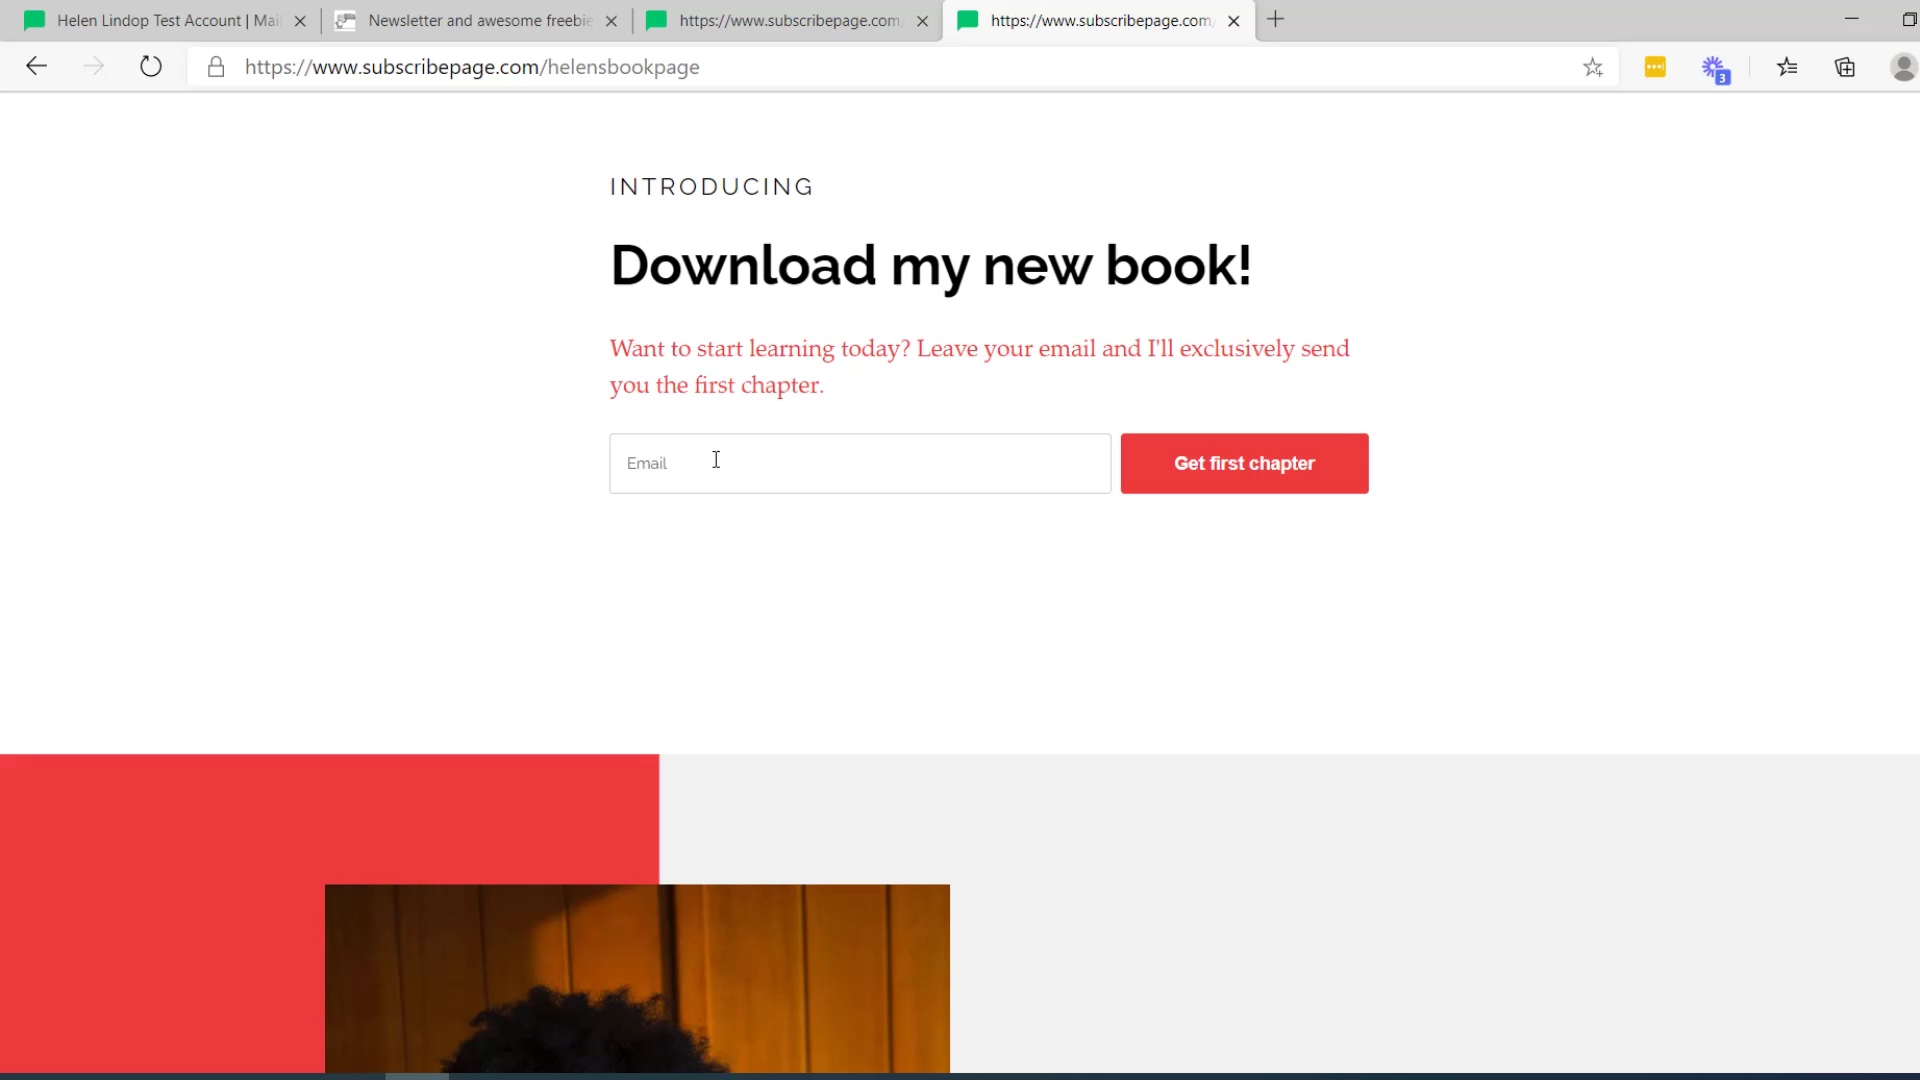 Helen Lindop Test Account | Mai
Newsletter and awesome freebie
https://www.subscribepage.com/
https://www.subscribepage.com/
https://www.subscribepage.com/helensbookpage
3
INTRODUCING
Download my new book!
Want to start learning today? Leave your email and I'll exclusively send
you the first chapter.
Email
Get first chapter